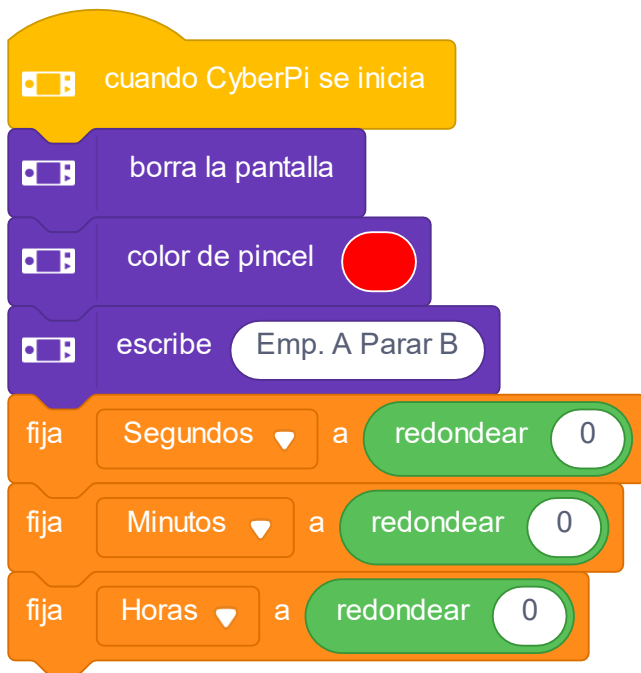 cuando CyberPi se inicia
borra la pantalla
color de pincel
escribe Emp. A Parar B
fija Segundos a redondear 0
fija Minutos a redondear 0
fija Horas a redondear 0